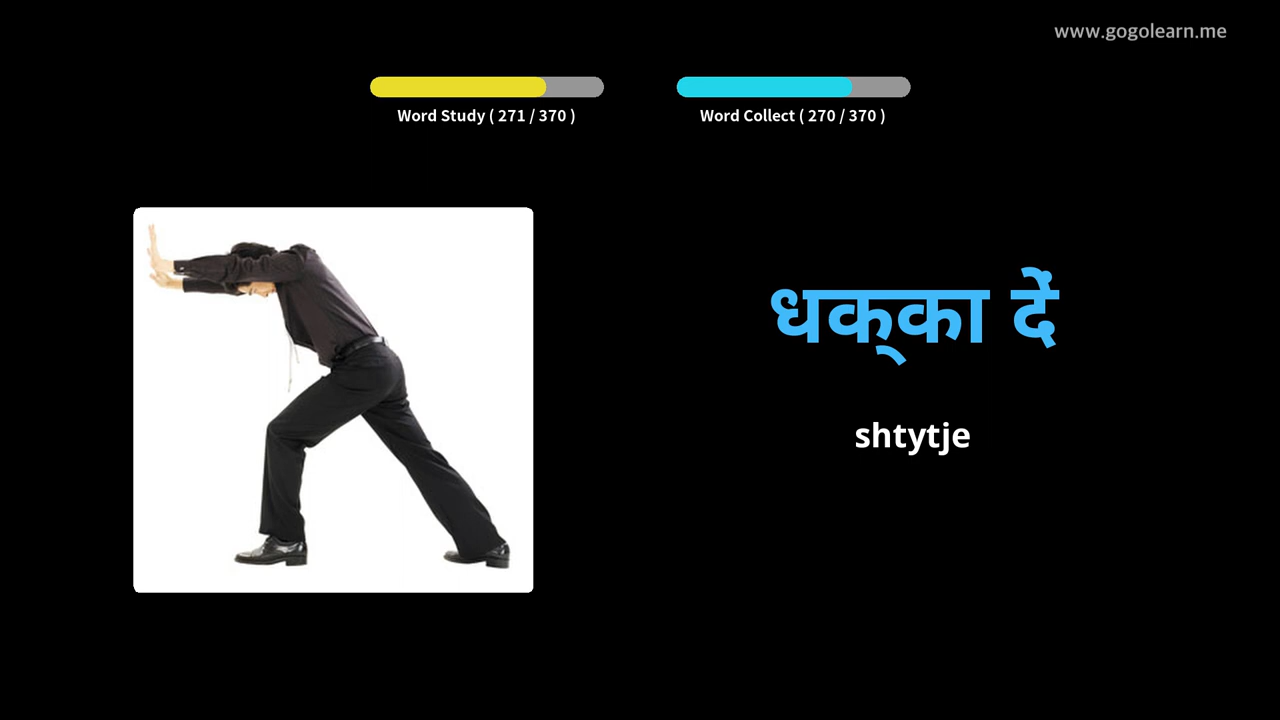 www.gogolearn.me
Word Study ( 271 / 370 )
Word Collect ( 270 / 370 )
धक्‍का दें
shtytje